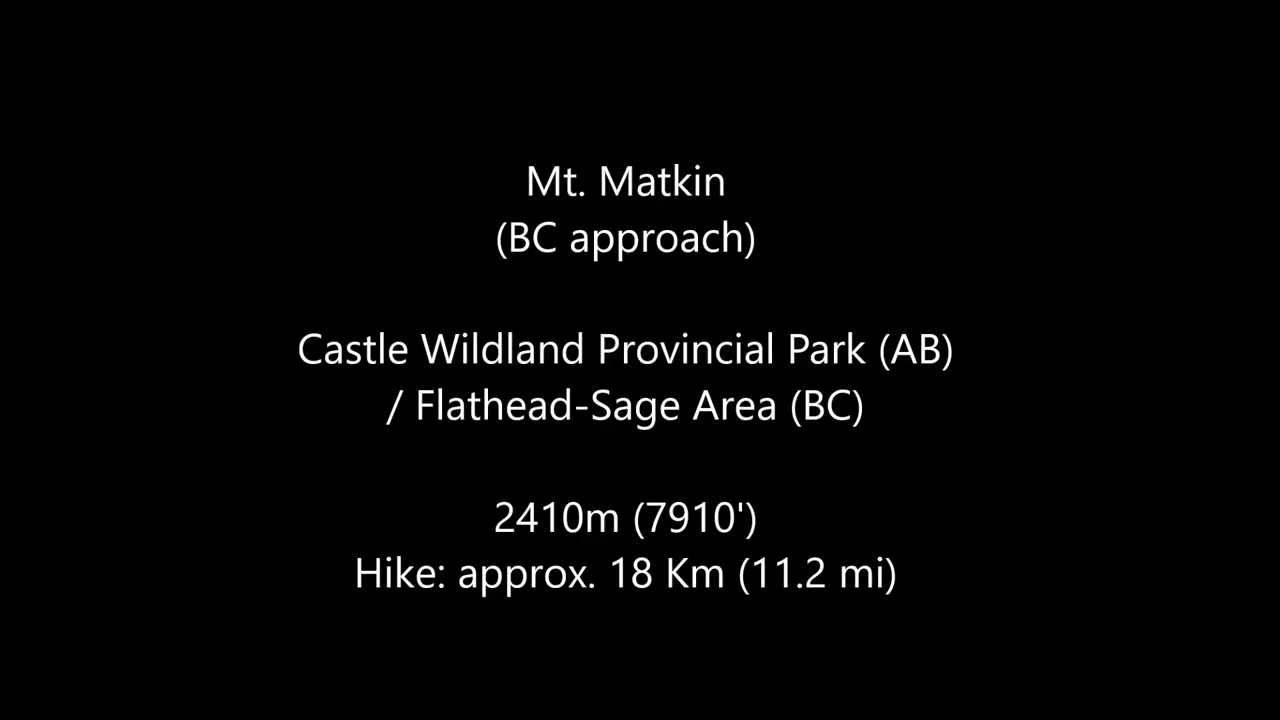 Mt. Matkin
(BC approach)
Castle Wildland Provincial Park (AB)
/ Flathead-Sage Area (BC)
2410m (7910')
Hike: approx. 18 Km (11.2 mi)